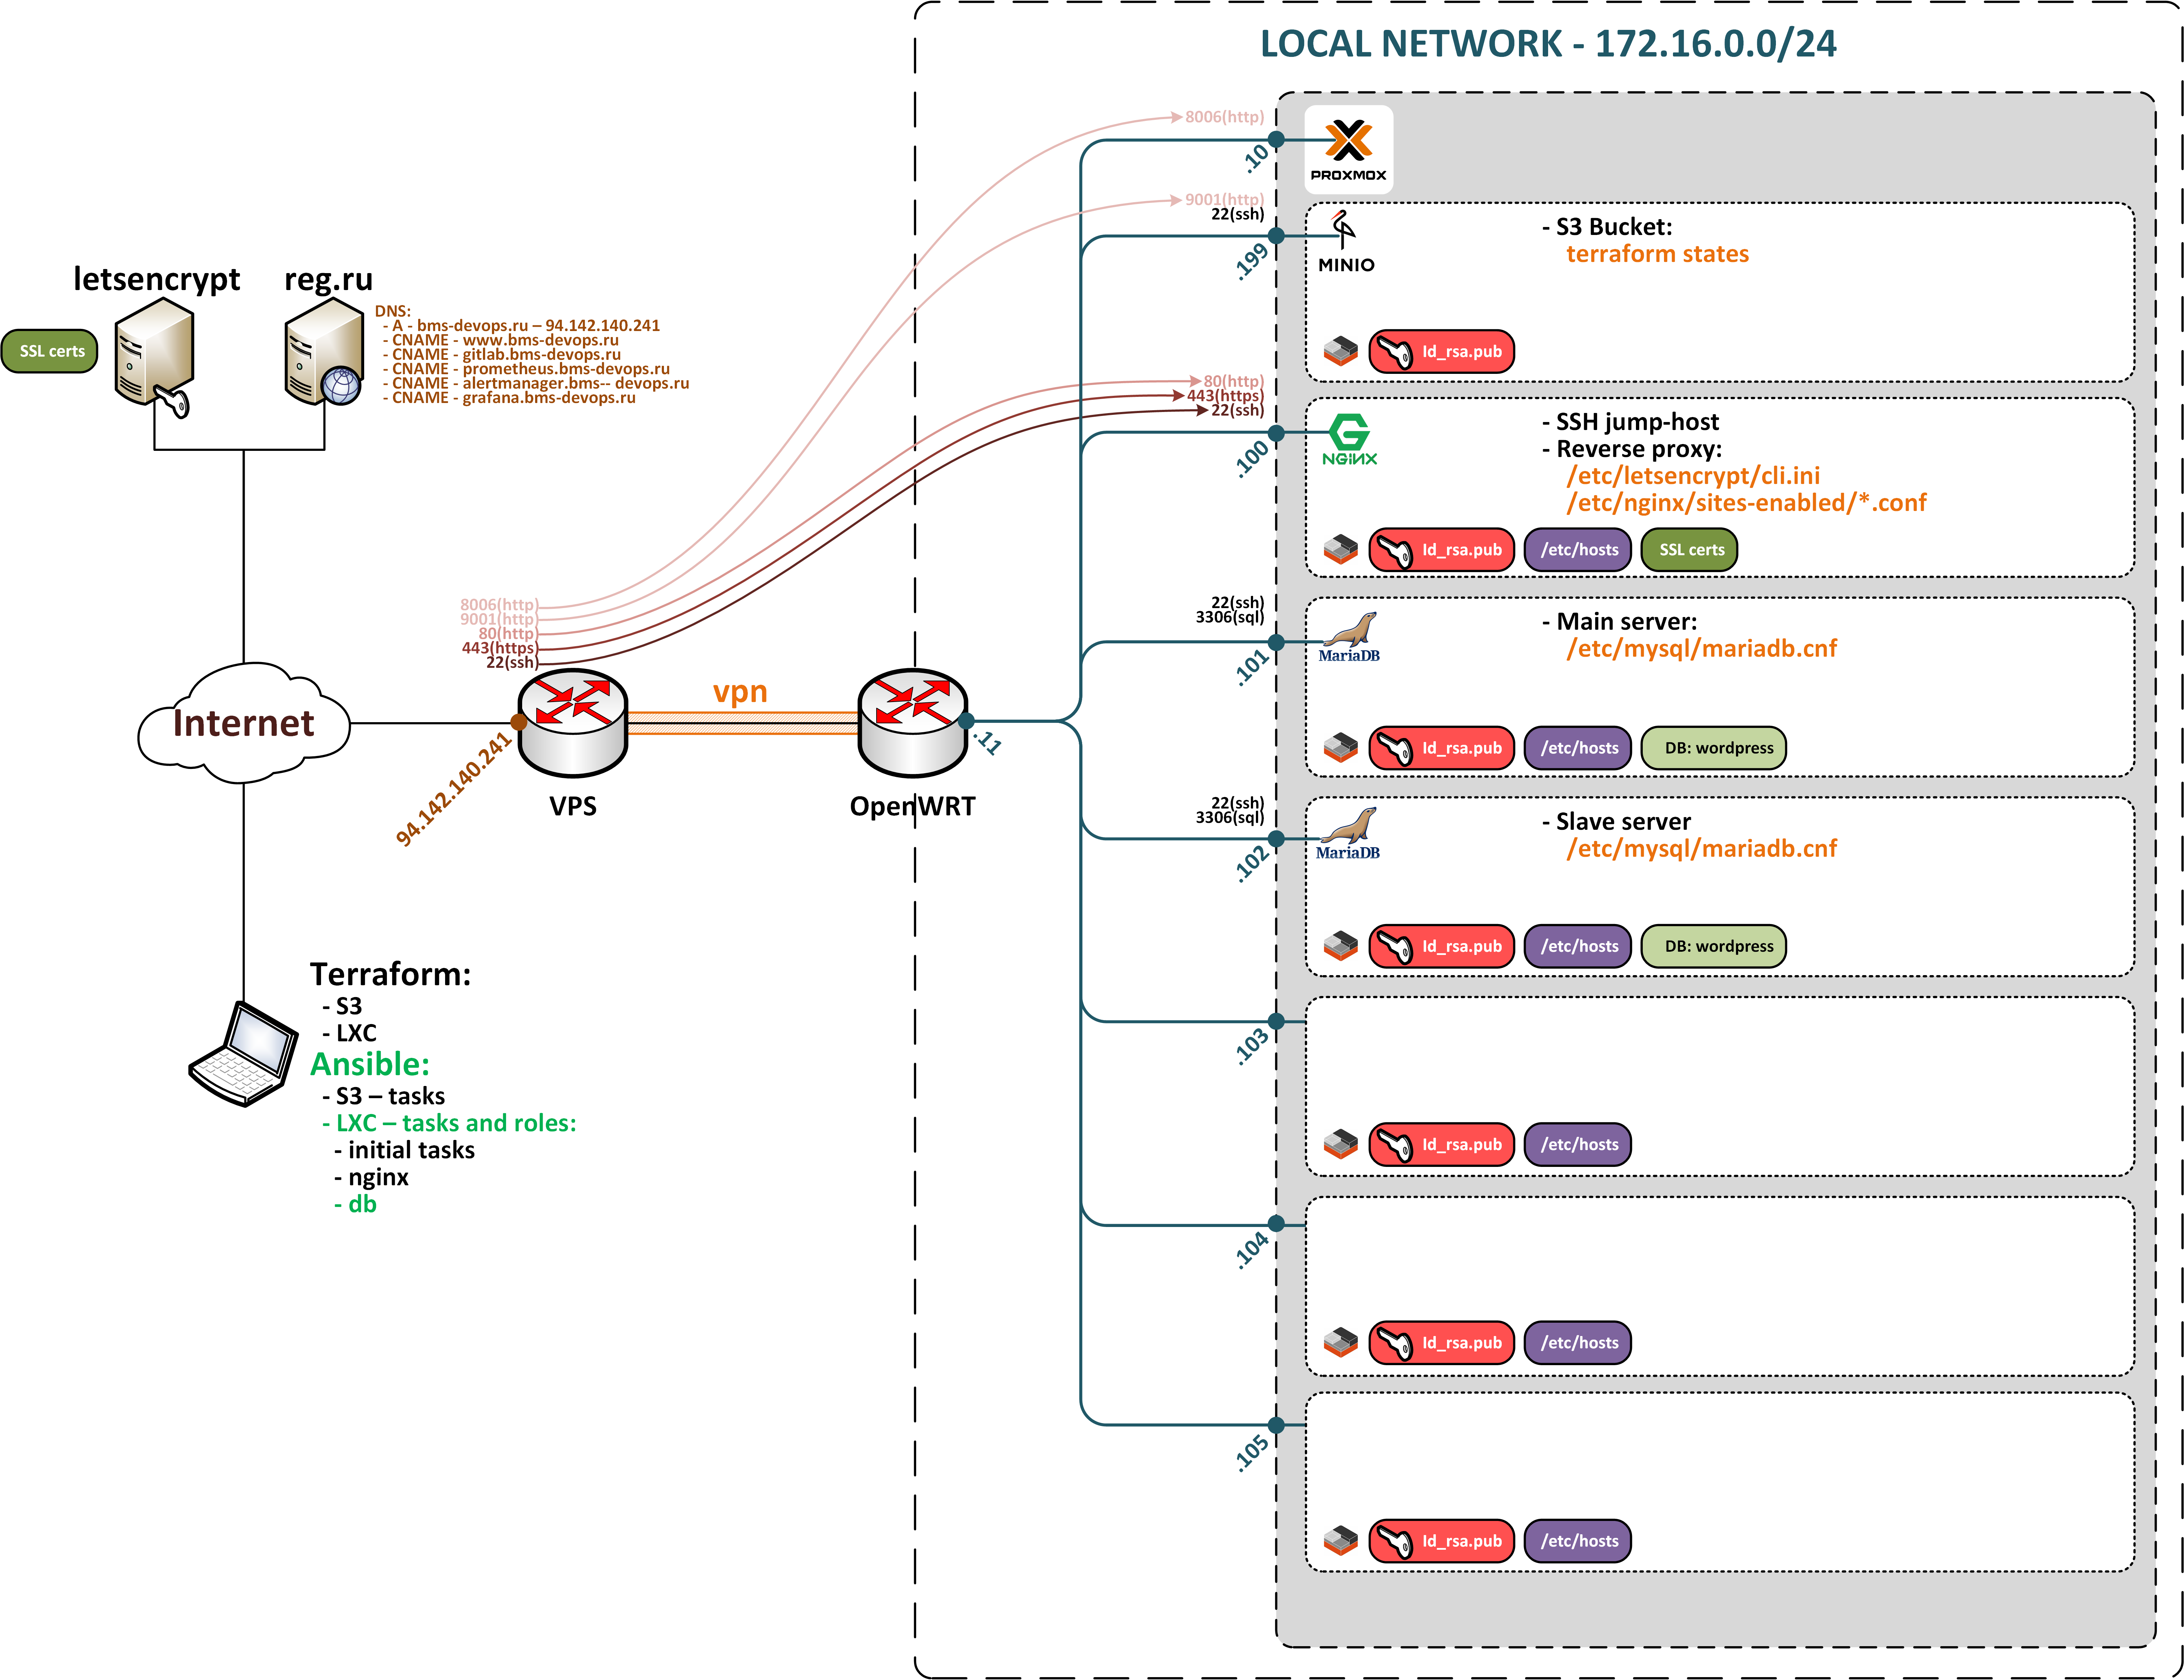 LOCAL NETWORK - 172.16.0.0/24
8006(http)
.10
PROXMOX
9001(http)
22(ssh)
.199
MINIO
- S3 Bucket:
terraform states
Id_rsa.pub
letsencrypt
reg.ru
SSL certs
DNS:
- A - bms-devops.ru – 94.142.140.241
- CNAME - www.bms-devops.ru
- CNAME - gitlab.bms-devops.ru
- CNAME - prometheus.bms-devops.ru
- CNAME - alertmanager.bms-- devops.ru
- CNAME - grafana.bms-devops.ru
80(http)
443(https)
22(ssh)
.100
NGINX
- SSH jump-host
- Reverse proxy:
/etc/letsencrypt/cli.ini
/etc/nginx/sites-enabled/*.conf
Id_rsa.pub
/etc/hosts
SSL certs
8006(http)
9001(http)
80(http)
443(https)
22(ssh)
Internet
94.142.140.241
VPS
vpn
OpenWRT
.11
22(ssh)
3306(sql)
.101
MariaDB
- Main server:
/etc/mysql/mariadb.cnf
Id_rsa.pub
/etc/hosts
DB: wordpress
22(ssh)
3306(sql)
.102
MariaDB
- Slave server
/etc/mysql/mariadb.cnf
Id_rsa.pub
/etc/hosts
DB: wordpress
Terraform:
- S3
- LXC
Ansible:
- S3 – tasks
- LXC – tasks and roles:
- initial tasks
- nginx
- db
.103
Id_rsa.pub
/etc/hosts
.104
Id_rsa.pub
/etc/hosts
.105
Id_rsa.pub
/etc/hosts